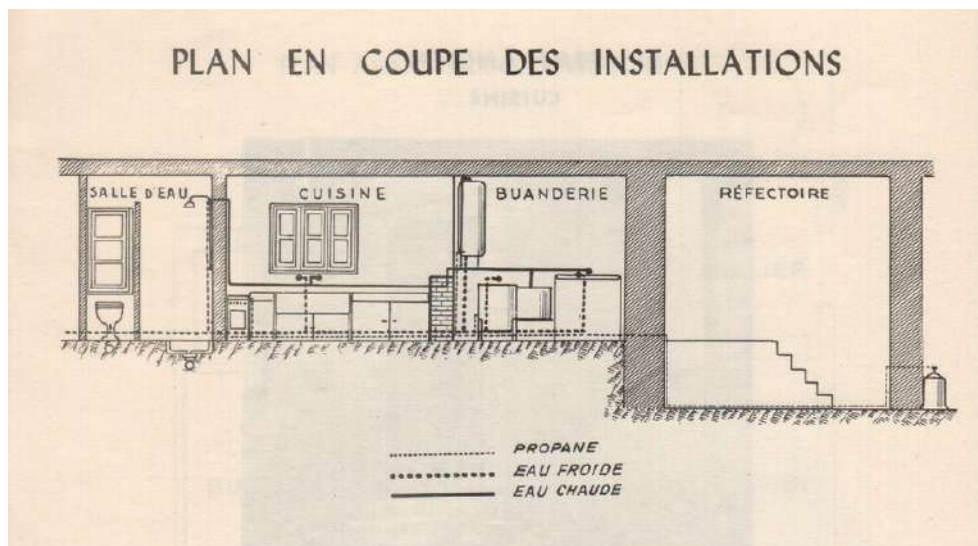 PLAN EN COUPE DES INSTALLATIONS
SALLE D'EAU
CUISINE
BUANDERIE
RÉFECTOIRE
PROPANE
EAU FROIDE
EAU CHAUDE